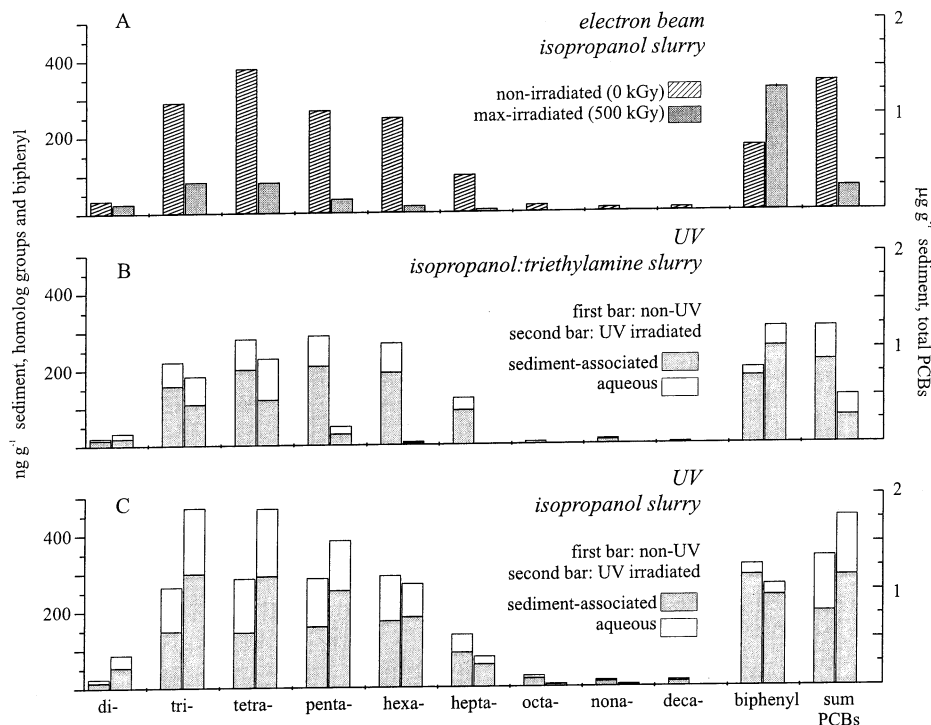 A
electron beam
isopropanol slurry
non-irradiated (0 kGy)
max-irradiated (500 kGy)
400
200
2
1
B
UV
isopropanol:triethylamine slurry
first bar: non-UV
second bar: UV irradiated
sediment-associated
aqueous
400
200
2
1
C
UV
isopropanol slurry
first bar: non-UV
second bar: UV irradiated
sediment-associated
aqueous
400
200
2
1
ng g⁻¹ sediment, homolog groups and biphenyl
µg g⁻¹ sediment, total PCBs
di- tri- tetra- penta- hexa- hepta- octa- nona- deca- biphenyl sum
PCBs